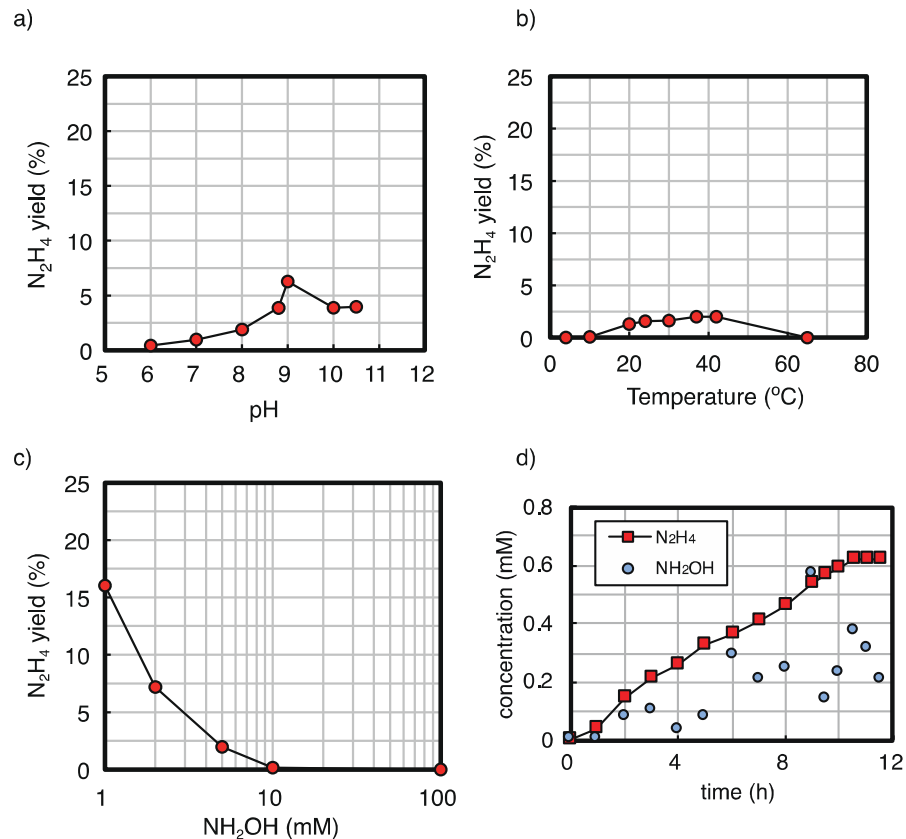 a)
25
20
15
10
5
0
N₂H₄ yield (%)
5 6 7 8 9 10 11 12
pH
b)
25
20
15
10
5
0
N₂H₄ yield (%)
0 20 40 60 80
Temperature (°C)
c)
25
20
15
10
5
0
N₂H₄ yield (%)
1 10 100
NH₂OH (mM)
d)
0.8
0.6
0.4
0.2
0
concentration (mM)
N₂H₄
NH₂OH
0 4 8 12
time (h)